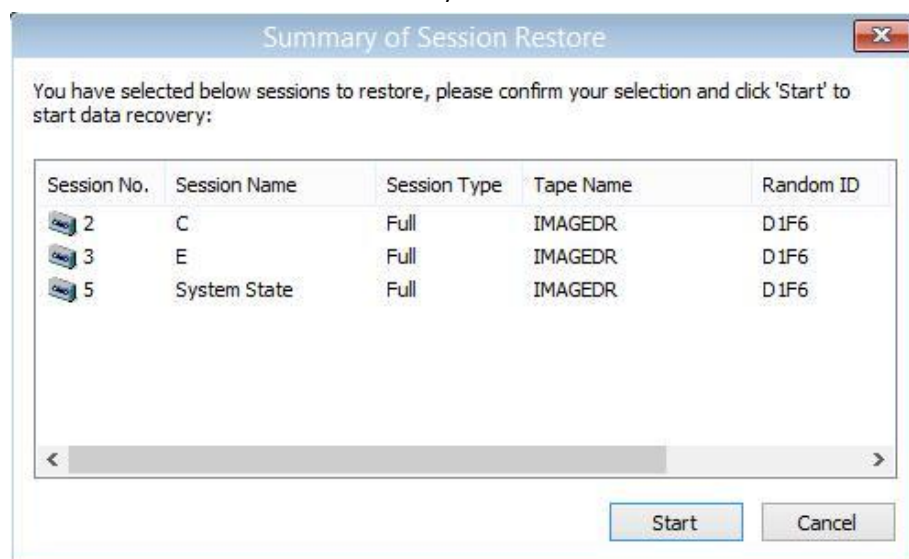 Summary of Session Restore
You have selected below sessions to restore, please confirm your selection and click 'Start' to
start data recovery:
Session No. Session Name Session Type Tape Name Random ID
2 C Full IMAGEDR D1F6
3 E Full IMAGEDR D1F6
5 System State Full IMAGEDR D1F6
Start Cancel